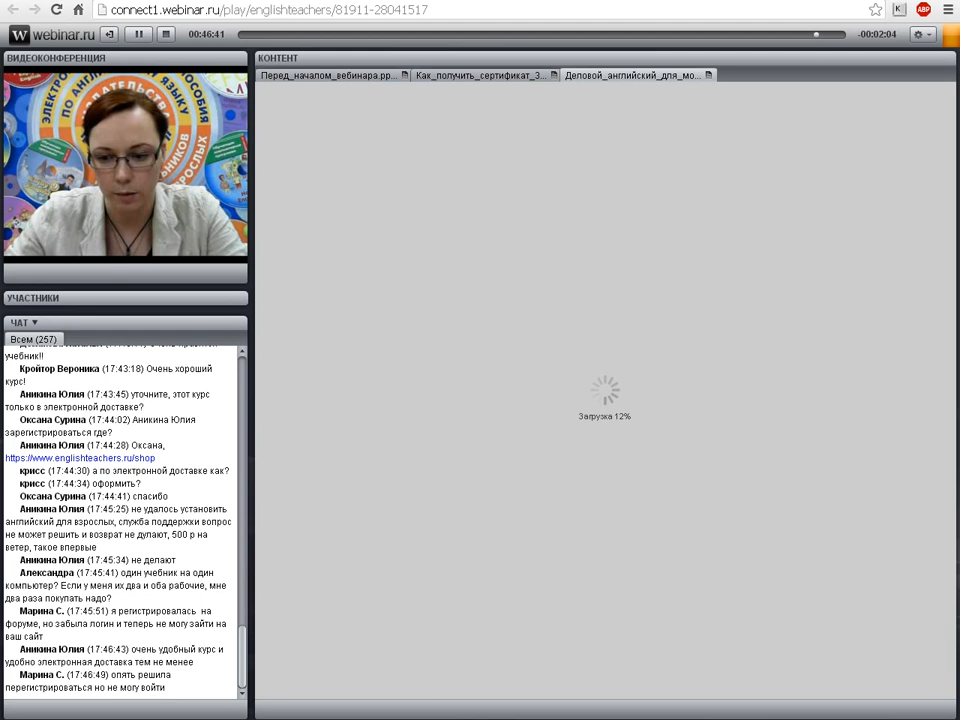 connect1.webinar.ru/play/englishteachers/81911-28041517
K
ABP
W webinar.ru
00:46:41
-00:02:04
ВИДЕОКОНФЕРЕНЦИЯ
ЭЛЕКТРО
ПО АНГЛ
ИЗДАТЕЛЬСТВО
ЯЗЫКУ
ПОСОБИЯ
УЧАСТНИКИ
ЧАТ
Всем (257)
учебник!!
Кройтор Вероника (17:43:18) Очень хороший
курс!
Аникина Юлия (17:43:45) уточните, этот курс
только в электронной доставке?
Оксана Сурина (17:44:02) Аникина Юлия
зарегистрироваться где?
Аникина Юлия (17:44:28) Оксана,
https://www.englishteachers.ru/shop
крисс (17:44:30) а по электронной доставке как?
крисс (17:44:34) оформить?
Оксана Сурина (17:44:41) спасибо
Аникина Юлия (17:45:25) не удалось установить
английский для взрослых, служба поддержки вопрос
не может решить и возврат не дулают, 500 р на
ветер, такое впервые
Аникина Юлия (17:45:34) не делают
Александра (17:45:41) один учебник на один
компьютер? Если у меня их два и оба рабочие, мне
два раза покупать надо?
Марина С. (17:45:51) я регистрировалась на
форуме, но забыла логин и теперь не могу зайти на
ваш сайт
Аникина Юлия (17:46:43) очень удобный курс и
удобно электронная доставка тем не менее
Марина С. (17:46:49) опять решила
перегистрироваться но не могу войти
КОНТЕНТ
Перед_началом_вебинара.pp...
Как_получить_сертификат_3...
Деловой_английский_для_мо...
Загрузка 12%